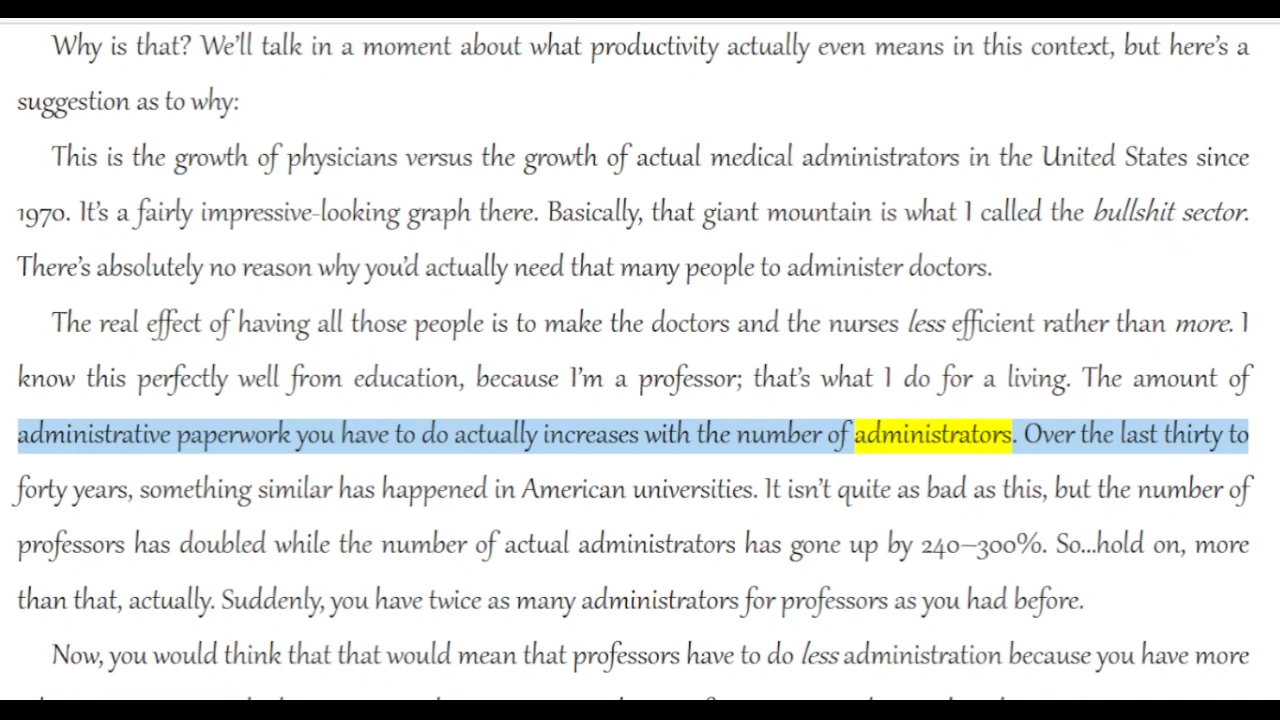 Why is that? We'll talk in a moment about what productivity actually even means in this context, but here's a
suggestion as to why:
This is the growth of physicians versus the growth of actual medical administrators in the United States since
1970. It's a fairly impressive-looking graph there. Basically, that giant mountain is what I called the bullshit sector.
There's absolutely no reason why you'd actually need that many people to administer doctors.
The real effect of having all those people is to make the doctors and the nurses less efficient rather than more. I
know this perfectly well from education, because I'm a professor; that's what I do for a living. The amount of
administrative paperwork you have to do actually increases with the number of administrators. Over the last thirty to
forty years, something similar has happened in American universities. It isn't quite as bad as this, but the number of
professors has doubled while the number of actual administrators has gone up by 240–300%. So...hold on, more
than that, actually. Suddenly, you have twice as many administrators for professors as you had before.
Now, you would think that that would mean that professors have to do less administration because you have more